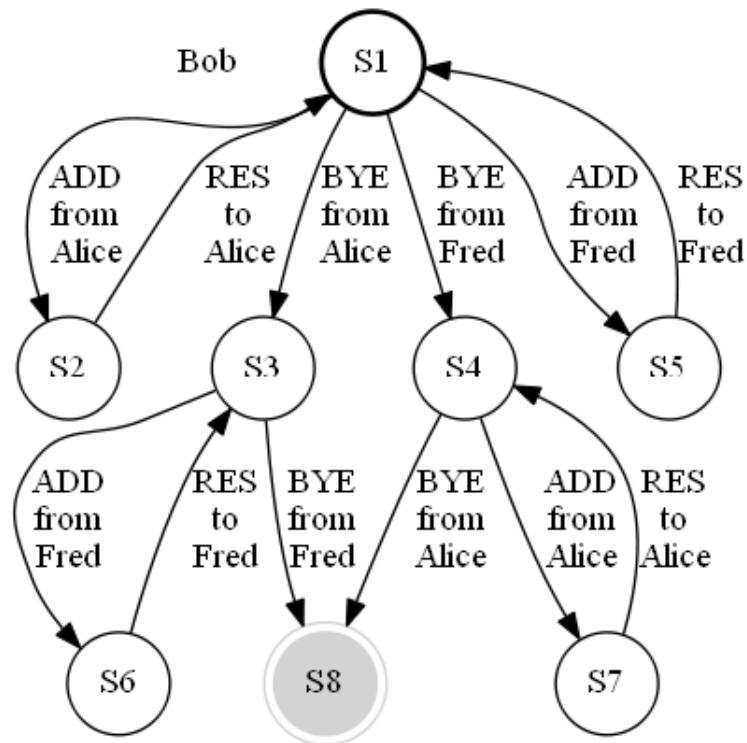 Bob
S1
ADD
from
Alice
RES
to
Alice
BYE
from
Alice
BYE
from
Fred
ADD
from
Fred
RES
to
Fred
S2
S3
S4
S5
ADD
from
Fred
RES
to
Fred
BYE
from
Fred
BYE
from
Alice
ADD
from
Alice
RES
to
Alice
S6
S8
S7